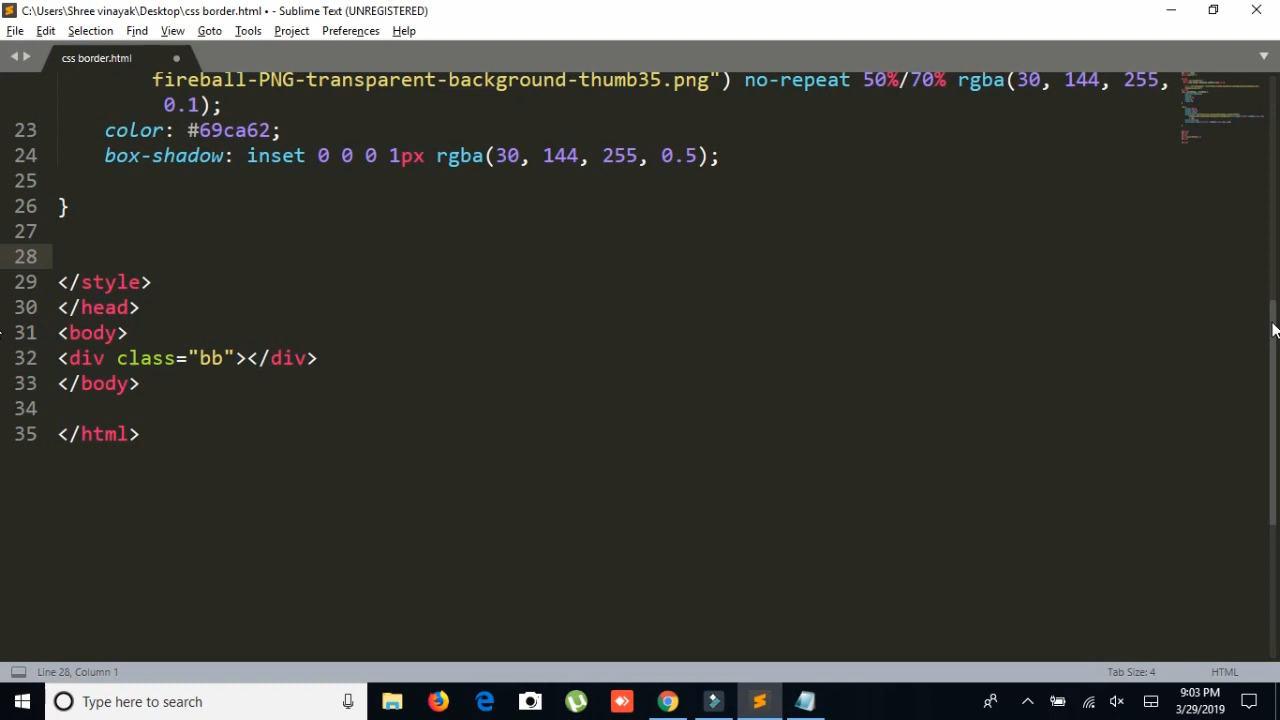 C:\Users\Shree vinayak\Desktop\css border.html • - Sublime Text (UNREGISTERED)
File Edit Selection Find View Goto Tools Project Preferences Help
css border.html
fireball-PNG-transparent-background-thumb35.png") no-repeat 50%/70% rgba(30, 144, 255,
0.1);
23 color: #69ca62;
24 box-shadow: inset 0 0 0 1px rgba(30, 144, 255, 0.5);
25
26 }
27
28
29 </style>
30 </head>
31 <body>
32 <div class="bb"></div>
33 </body>
34
35 </html>
Line 28, Column 1 Tab Size: 4 HTML
Type here to search
9:03 PM
3/29/2019